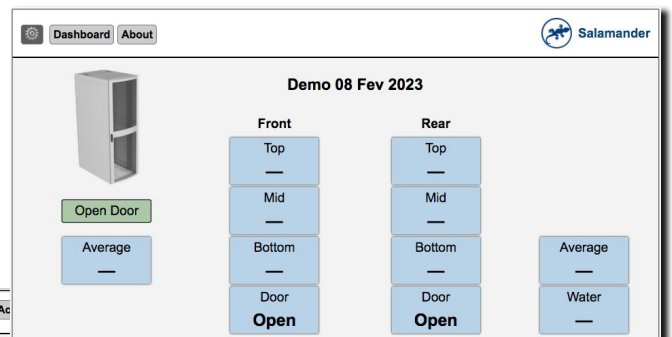 Dashboard About
Salamander
Demo 08 Fev 2023
Front Rear
Top Top
— —
Mid Mid
— —
Open Door
Average Bottom Bottom Average
— — — —
Door Door Water
Open Open —